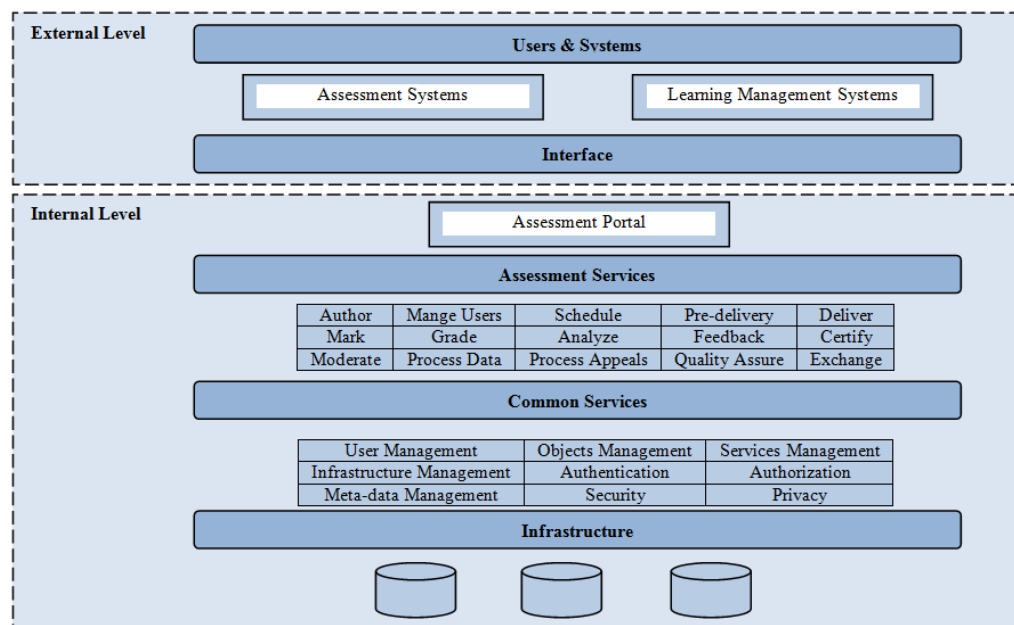 External Level
Users & Systems
Assessment Systems Learning Management Systems
Interface
Internal Level
Assessment Portal
Assessment Services
Author Mange Users Schedule Pre-delivery Deliver
Mark Grade Analyze Feedback Certify
Moderate Process Data Process Appeals Quality Assure Exchange
Common Services
User Management Objects Management Services Management
Infrastructure Management Authentication Authorization
Meta-data Management Security Privacy
Infrastructure